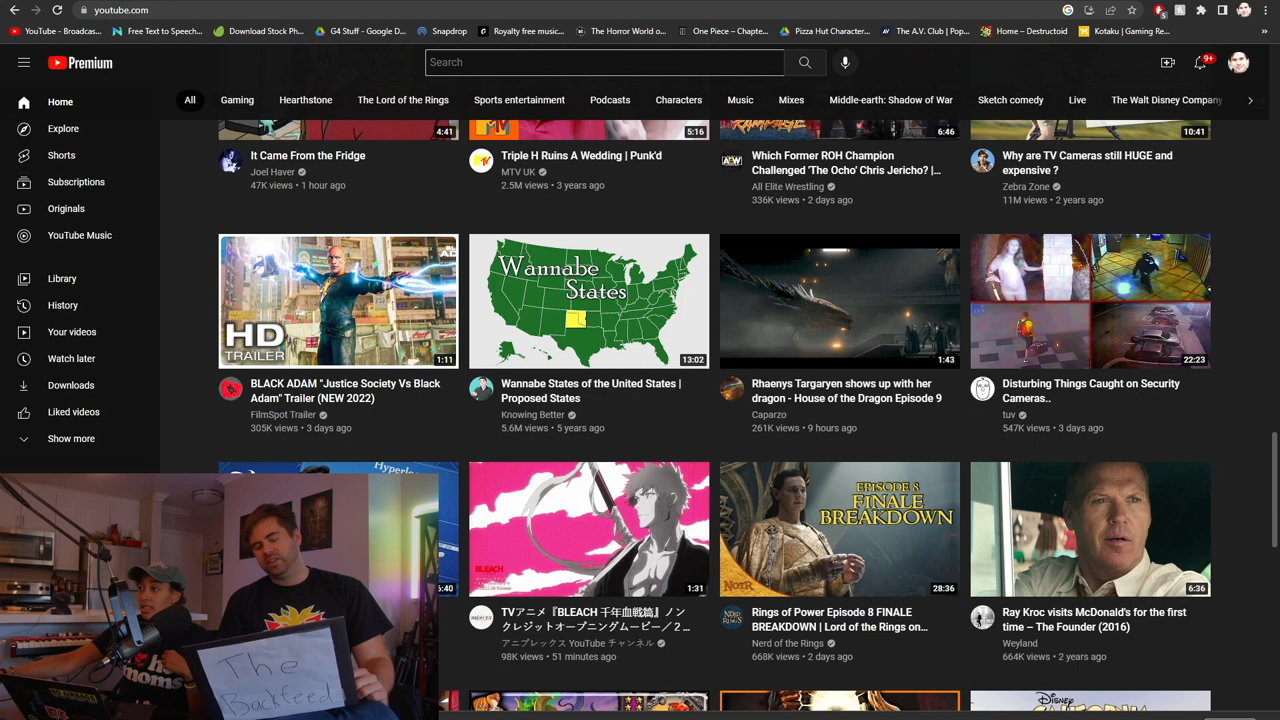 youtube.com
YouTube - Broadcas...
Free Text to Speech...
Download Stock Ph...
G4 Stuff - Google D...
Snapdrop
Royalty free music...
The Horror World o...
One Piece – Chapte...
Pizza Hut Character...
The A.V. Club | Pop...
Home – Destructoid
Kotaku | Gaming Re...
»
Premium
Search
9+
All
Gaming
Hearthstone
The Lord of the Rings
Sports entertainment
Podcasts
Characters
Music
Mixes
Middle-earth: Shadow of War
Sketch comedy
Live
The Walt Disney Company
Home
Explore
Shorts
Subscriptions
Originals
YouTube Music
Library
History
Your videos
Watch later
Downloads
Liked videos
Show more
4:41
It Came From the Fridge
Joel Haver
47K views • 1 hour ago
5:16
Triple H Ruins A Wedding | Punk'd
MTV UK
2.5M views • 3 years ago
6:46
Which Former ROH Champion
Challenged 'The Ocho' Chris Jericho? |...
All Elite Wrestling
336K views • 2 days ago
10:41
Why are TV Cameras still HUGE and
expensive ?
Zebra Zone
11M views • 2 years ago
HD
TRAILER
1:11
BLACK ADAM "Justice Society Vs Black
Adam" Trailer (NEW 2022)
FilmSpot Trailer
305K views • 3 days ago
Wannabe
States
13:02
Wannabe States of the United States |
Proposed States
Knowing Better
5.6M views • 5 years ago
1:43
Rhaenys Targaryen shows up with her
dragon - House of the Dragon Episode 9
Caparzo
261K views • 9 hours ago
22:23
Disturbing Things Caught on Security
Cameras..
tuv
547K views • 3 days ago
6:40
BLEACH
1:31
TVアニメ『BLEACH 千年血戦篇』ノン
クレジットオープニングムービー／２...
アニプレックス YouTube チャンネル
98K views • 51 minutes ago
EPISODE 8
FINALE
BREAKDOWN
NOTR
28:36
Rings of Power Episode 8 FINALE
BREAKDOWN | Lord of the Rings on...
Nerd of the Rings
668K views • 2 days ago
6:36
Ray Kroc visits McDonald's for the first
time – The Founder (2016)
Weyland
664K views • 2 years ago
The
Backfeed
moms
Disney